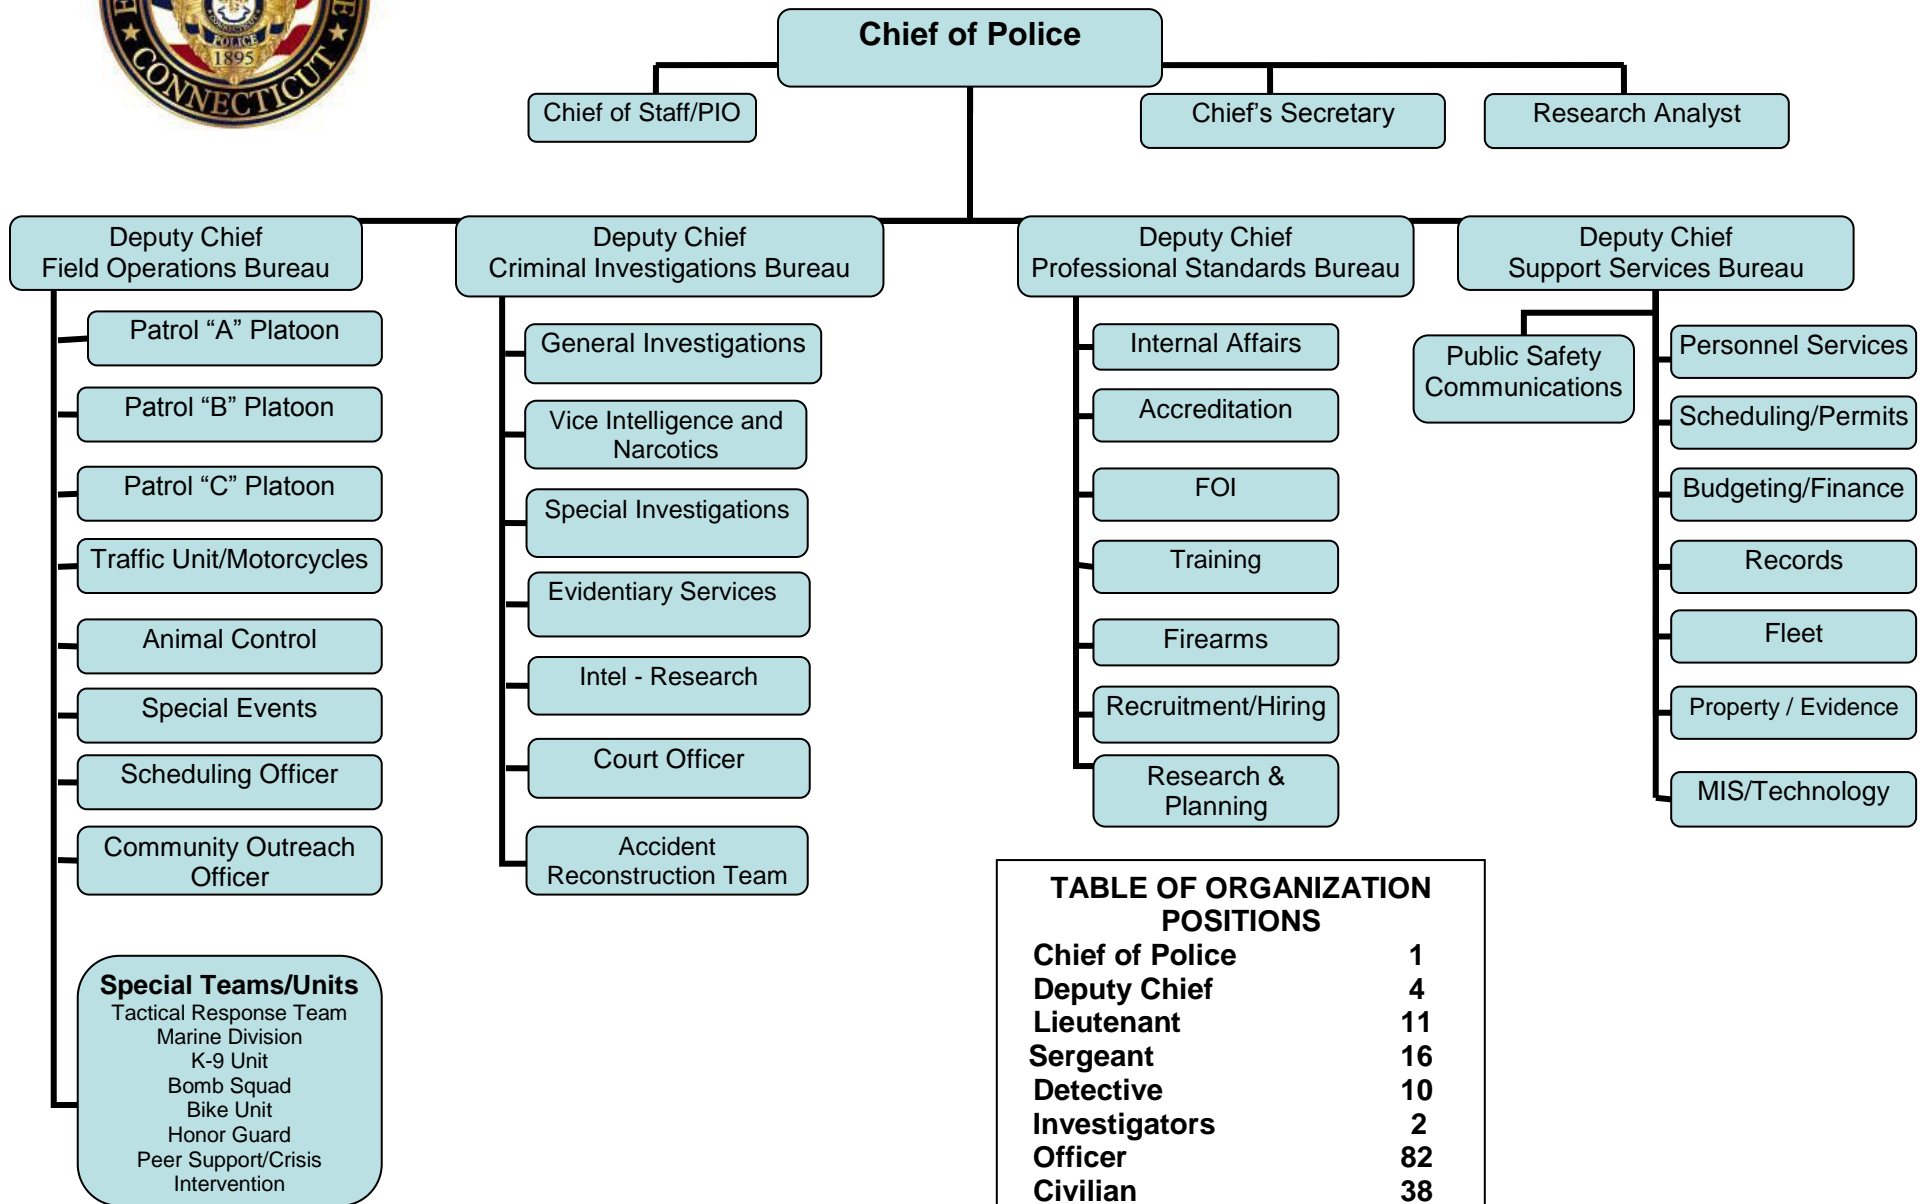 POLICE
1895
CONNECTICUT
Chief of Police
Chief of Staff/PIO
Chief’s Secretary
Research Analyst
Deputy Chief
Field Operations Bureau
Deputy Chief
Criminal Investigations Bureau
Deputy Chief
Professional Standards Bureau
Deputy Chief
Support Services Bureau
Patrol “A” Platoon
Patrol “B” Platoon
Patrol “C” Platoon
Traffic Unit/Motorcycles
Animal Control
Special Events
Scheduling Officer
Community Outreach
Officer
Special Teams/Units
Tactical Response Team
Marine Division
K-9 Unit
Bomb Squad
Bike Unit
Honor Guard
Peer Support/Crisis
Intervention
General Investigations
Vice Intelligence and
Narcotics
Special Investigations
Evidentiary Services
Intel - Research
Court Officer
Accident
Reconstruction Team
Internal Affairs
Accreditation
FOI
Training
Firearms
Recruitment/Hiring
Research &
Planning
Public Safety
Communications
Personnel Services
Scheduling/Permits
Budgeting/Finance
Records
Fleet
Property / Evidence
MIS/Technology
TABLE OF ORGANIZATION
POSITIONS
Chief of Police 1
Deputy Chief 4
Lieutenant 11
Sergeant 16
Detective 10
Investigators 2
Officer 82
Civilian 38